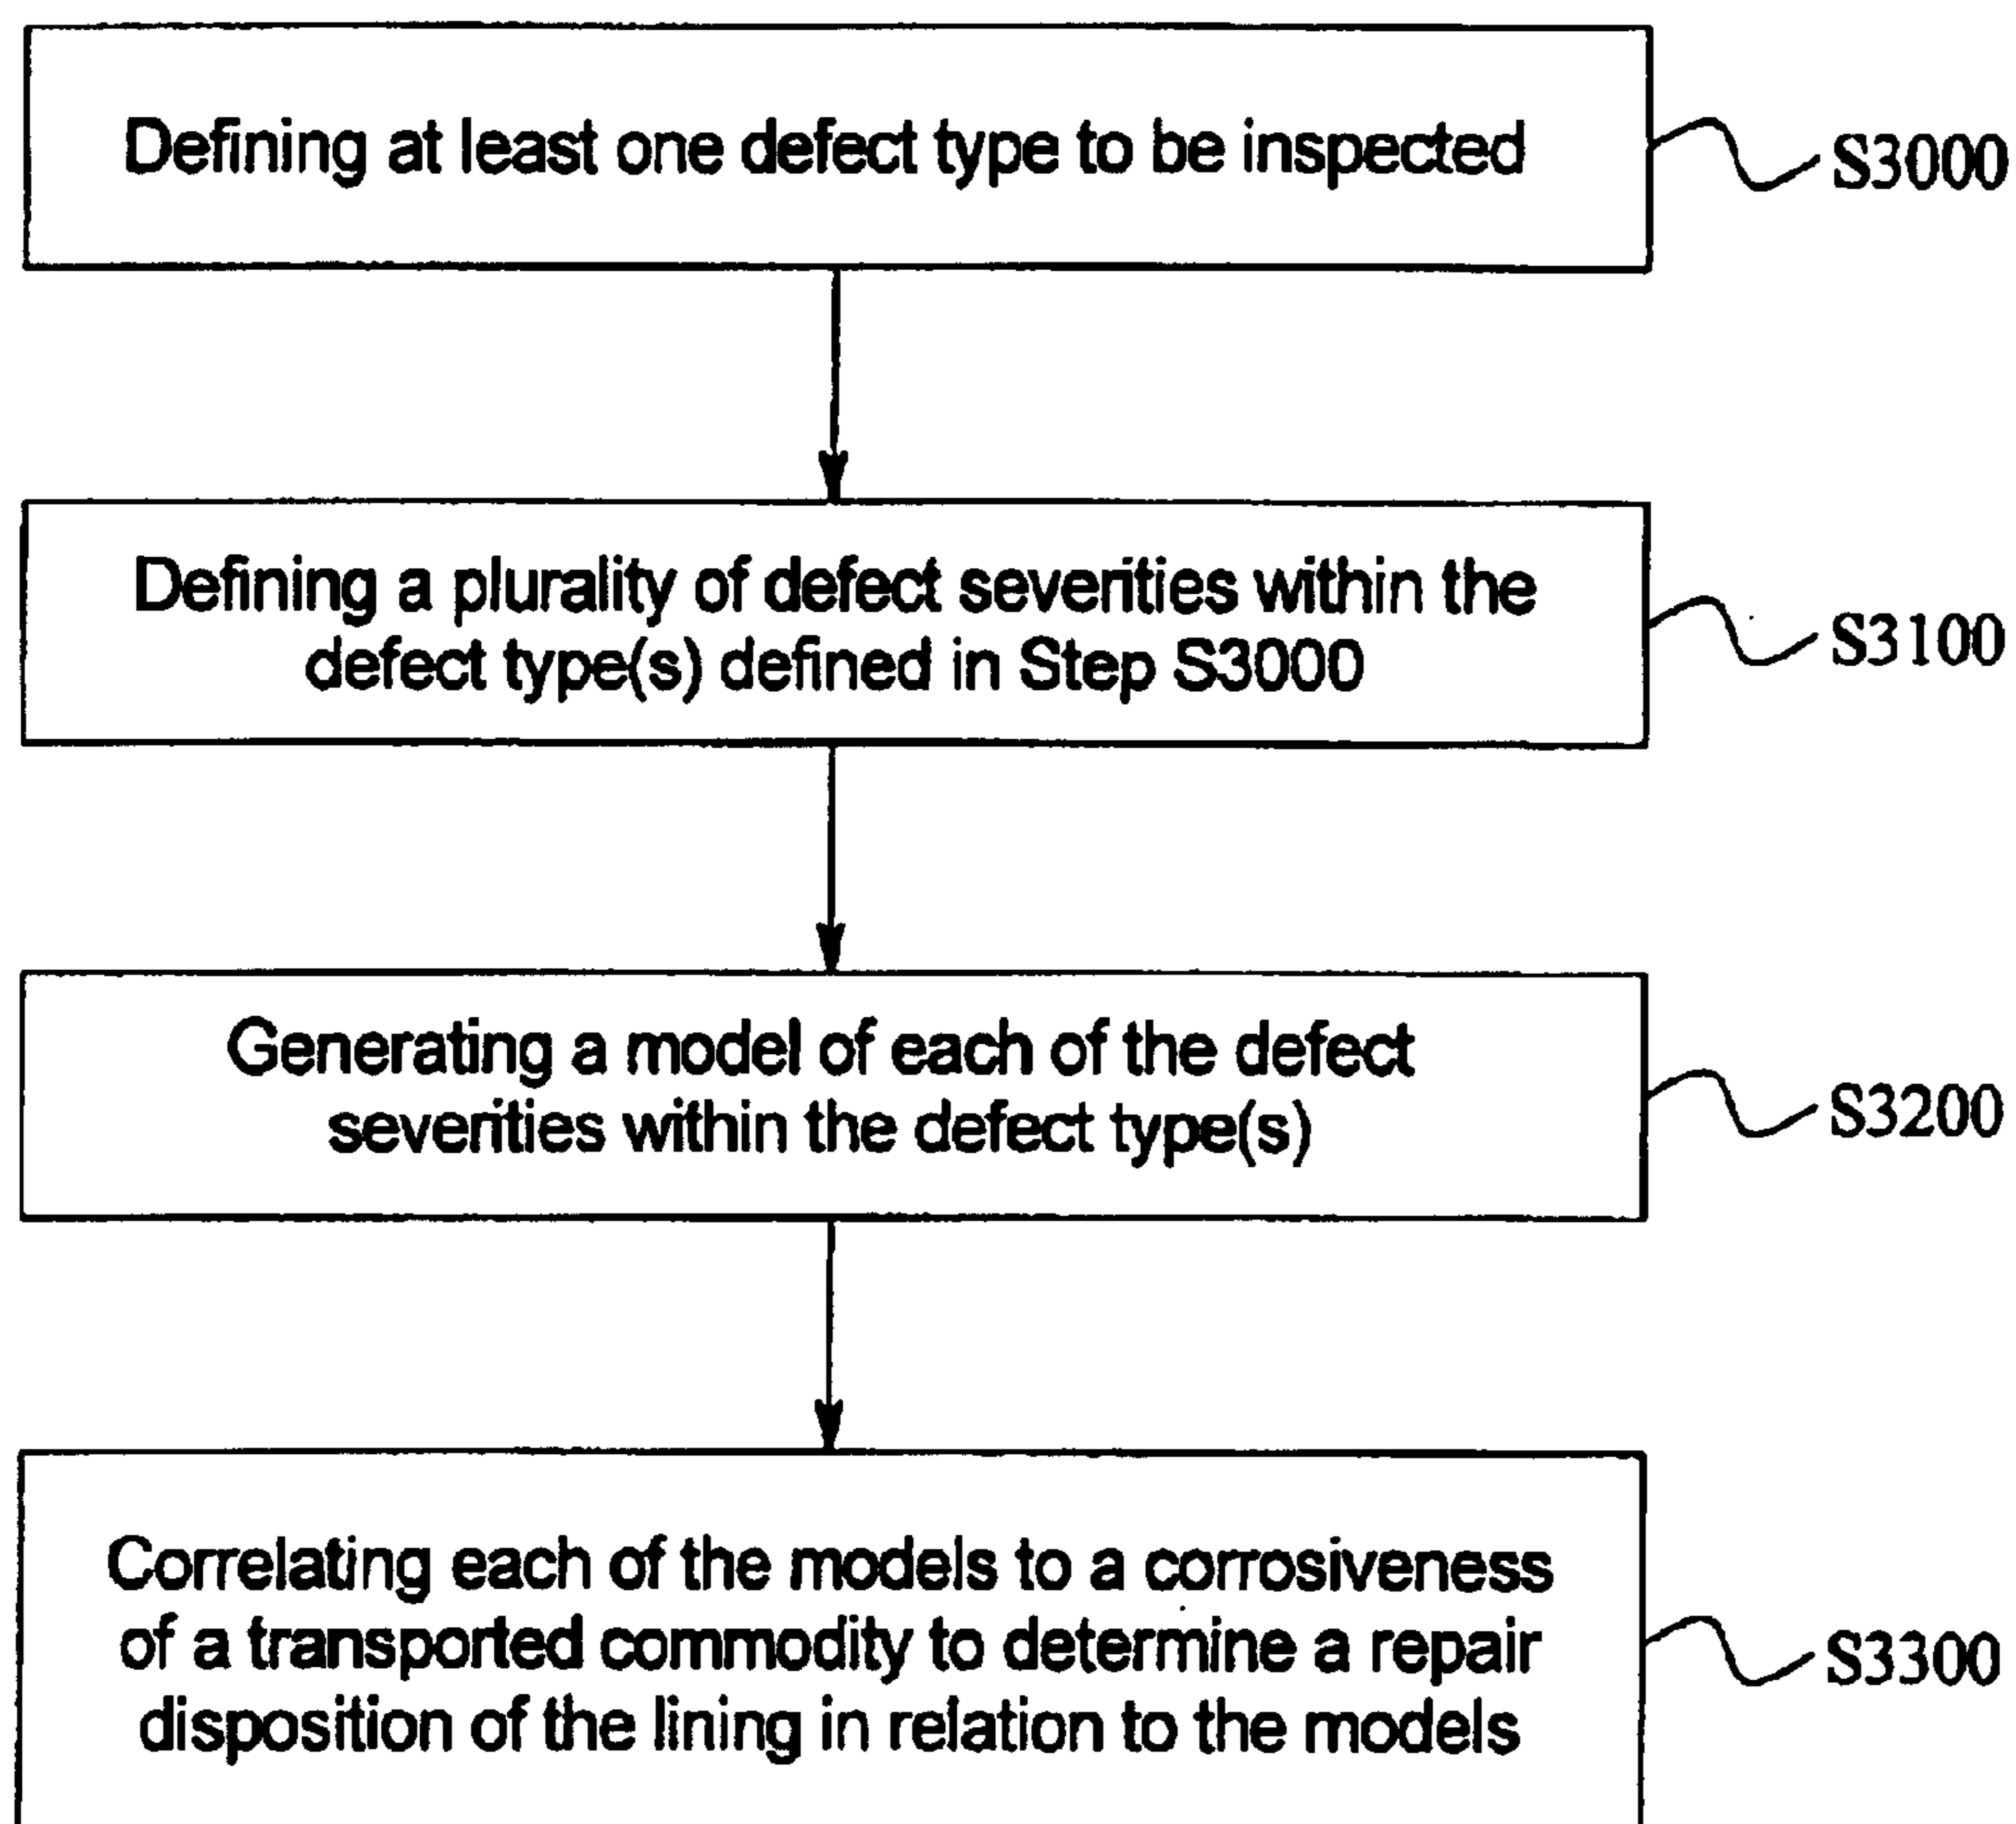 Defining at least one defect type to be inspected
S3000
Defining a plurality of defect severities within the
defect type(s) defined in Step S3000
S3100
Generating a model of each of the defect
severities within the defect type(s)
S3200
Correlating each of the models to a corrosiveness
of a transported commodity to determine a repair
disposition of the lining in relation to the models
S3300